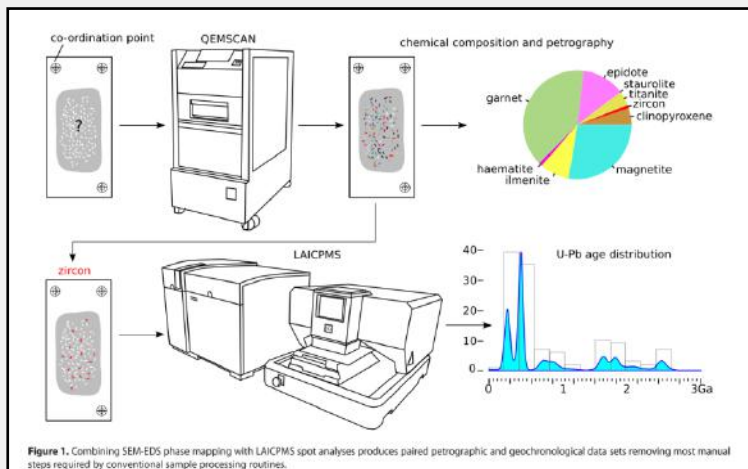 co-ordination point
QEMSCAN
chemical composition and petrography
?
garnet
epidote
staurolite
titanite
zircon
clinopyroxene
haematite
ilmenite
magnetite
zircon
LAICPMS
U-Pb age distribution
40
30
20
10
0
0 1 2 3Ga
Figure 1. Combining SEM-EDS phase mapping with LAICPMS spot analyses produces paired petrographic and geochronological data sets removing most manual
steps required by conventional sample processing routines.